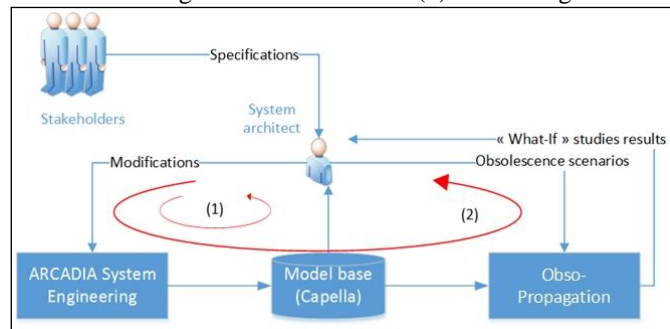 Specifications
Stakeholders
System
architect
« What-If » studies results
Modifications
Obsolescence scenarios
(1)
(2)
ARCADIA System
Engineering
Model base
(Capella)
Obso-
Propagation